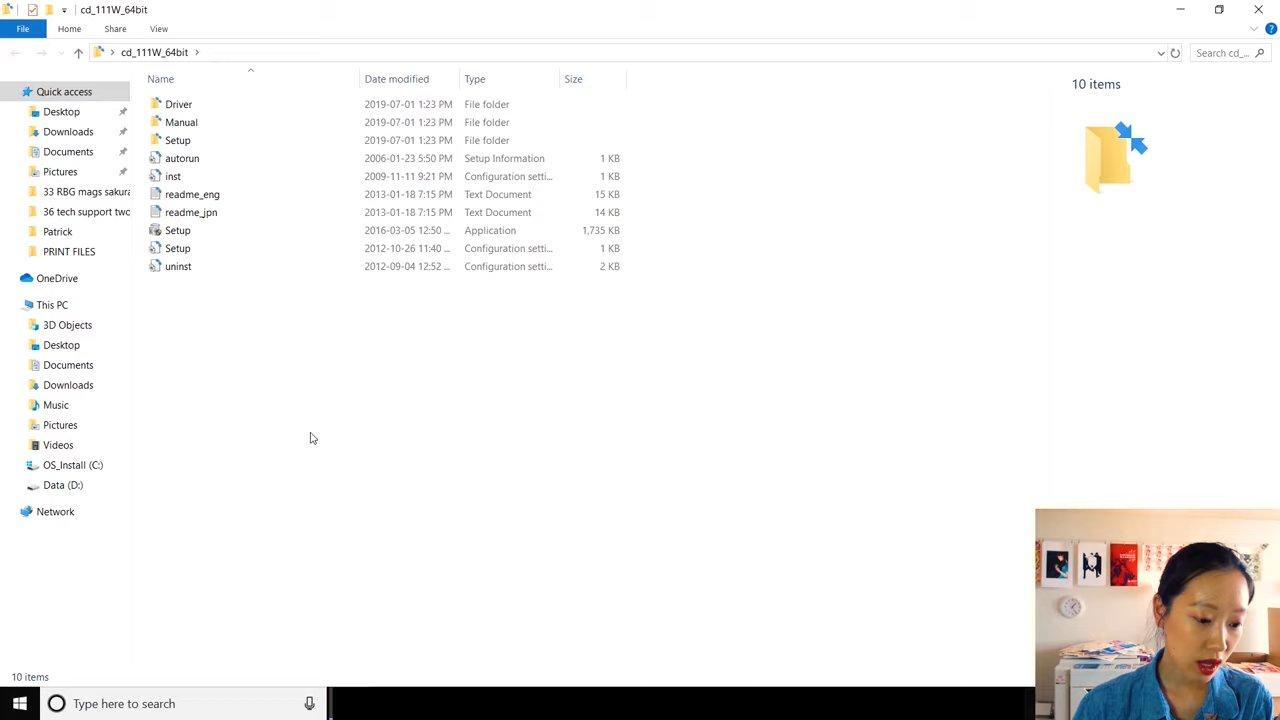 cd_111W_64bit
File Home Share View
cd_111W_64bit Search cd_...
Name Date modified Type Size
Quick access
Desktop
Downloads
Documents
Pictures
33 RBG mags sakura
36 tech support two
Patrick
PRINT FILES
OneDrive
This PC
3D Objects
Desktop
Documents
Downloads
Music
Pictures
Videos
OS_Install (C:)
Data (D:)
Network
Driver 2019-07-01 1:23 PM File folder
Manual 2019-07-01 1:23 PM File folder
Setup 2019-07-01 1:23 PM File folder
autorun 2006-01-23 5:50 PM Setup Information 1 KB
inst 2009-11-11 9:21 PM Configuration setti... 1 KB
readme_eng 2013-01-18 7:15 PM Text Document 15 KB
readme_jpn 2013-01-18 7:15 PM Text Document 14 KB
Setup 2016-03-05 12:50 ... Application 1,735 KB
Setup 2012-10-26 11:40 ... Configuration setti... 1 KB
uninst 2012-09-04 12:52 ... Configuration setti... 2 KB
10 items
10 items
Type here to search